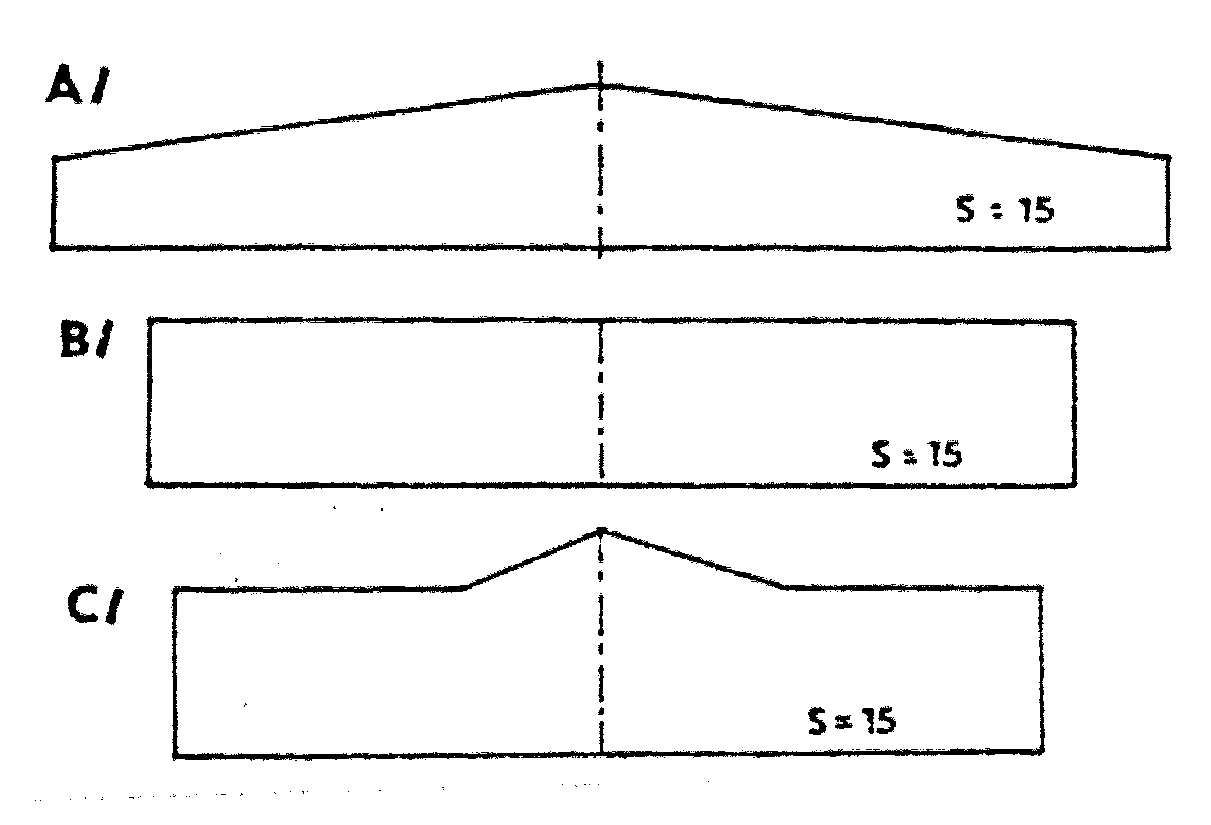 A/
S = 15
B/
S = 15
C/
S = 15